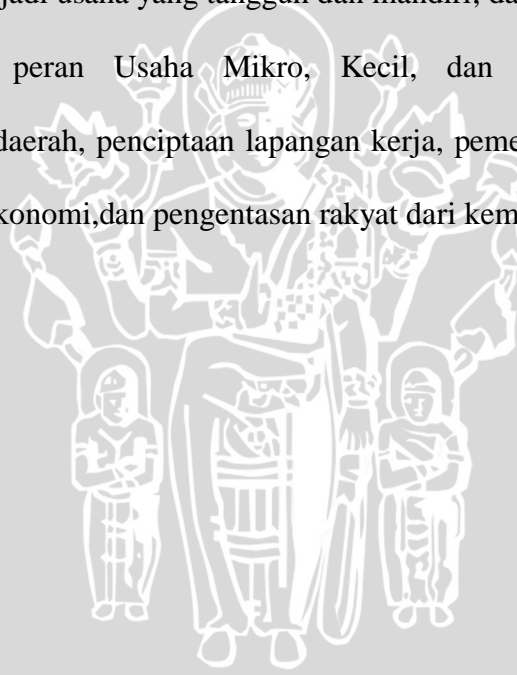 jadi usaha yang tangguh dan mandiri, da
peran Usaha Mikro, Kecil, dan
daerah, penciptaan lapangan kerja, peme
konomi,dan pengentasan rakyat dari kem